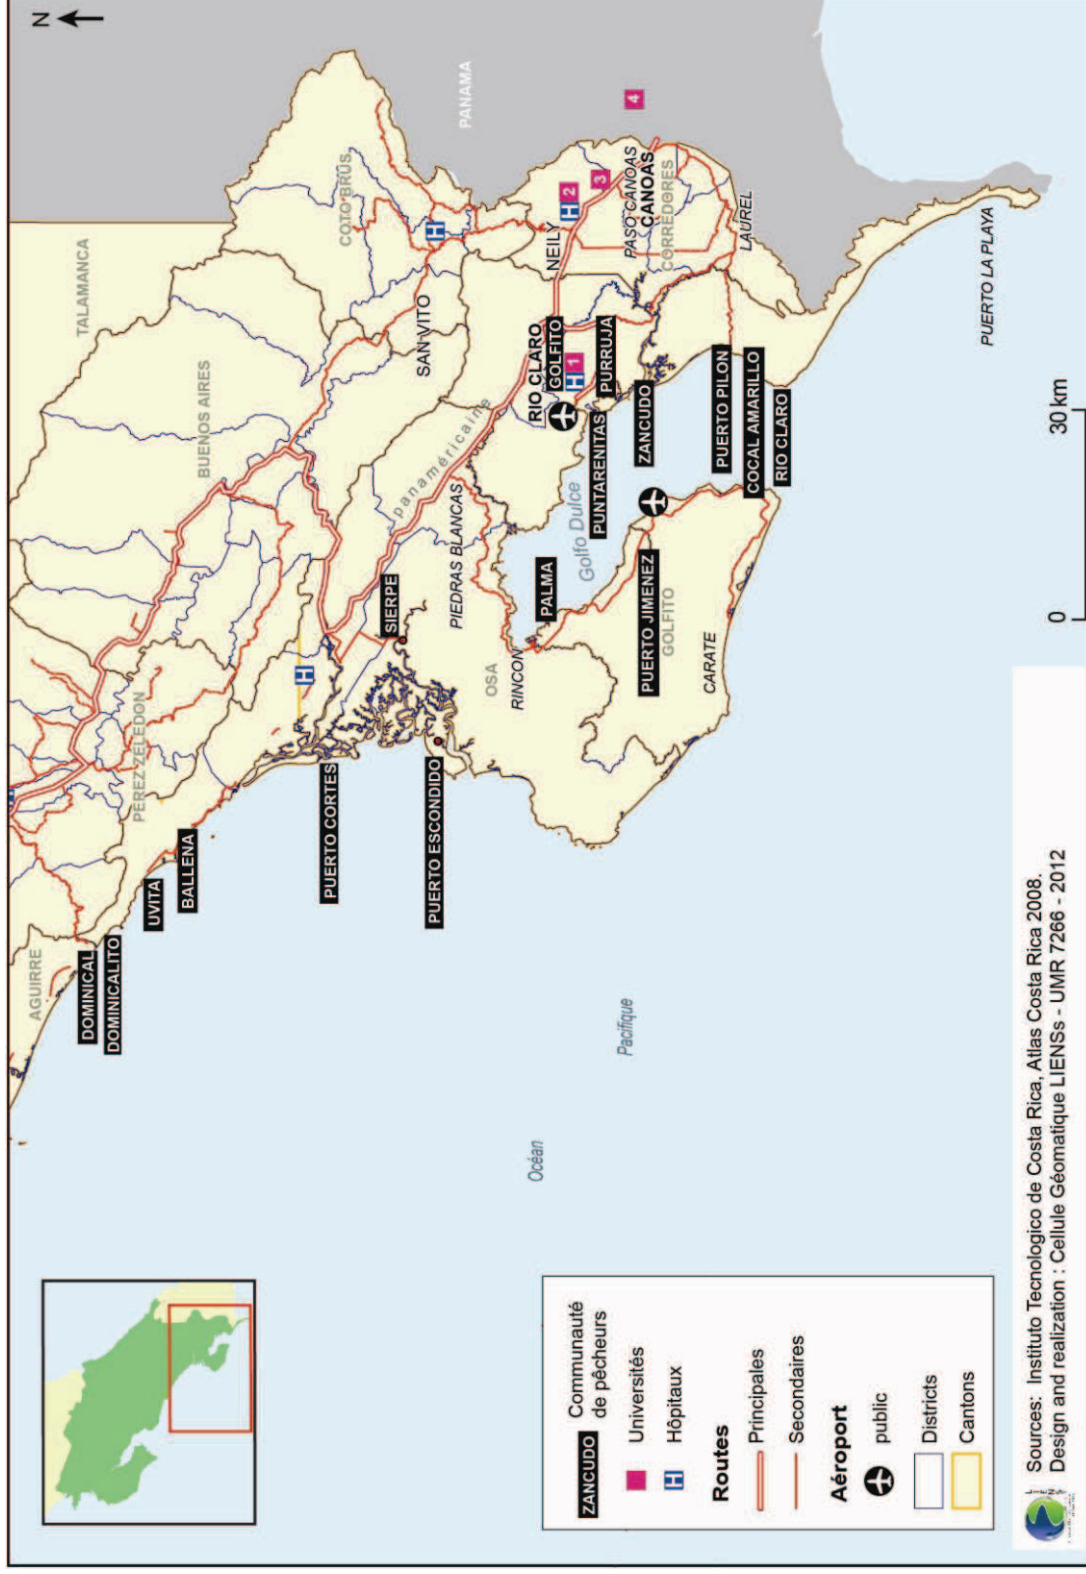 N
TALAMANCA
COTO BRUS
PANAMA
BUENOS AIRES
PEREZ ZELEDON
AGUIRRE
DOMINICAL
DOMINICALITO
UVITA
BALLENA
SAN VITO
panaméricaine
NEILY
RIO CLARO
GOLFITO
H
H
H
H
1
2
3
4
PASO CANOAS
CANOAS
CORREDORES
LAUREL
PURRUJA
PUNTARENITAS
ZANCUDO
PUERTO PILON
COCAL AMARILLO
RIO CLARO
PUERTO LA PLAYA
PUERTO CORTES
SIERPE
PIEDRAS BLANCAS
PUERTO ESCONDIDO
OSA
RINCON
PALMA
Golfo Dulce
PUERTO JIMENEZ
GOLFITO
CARATE
Océan
Pacifique
0
30 km
ZANCUDO
Communauté
de pêcheurs
Universités
H
Hôpitaux
Routes
Principales
Secondaires
Aéroport
public
Districts
Cantons
Sources: Instituto Tecnologico de Costa Rica, Atlas Costa Rica 2008.
Design and realization : Cellule Géomatique LIENSs - UMR 7266 - 2012